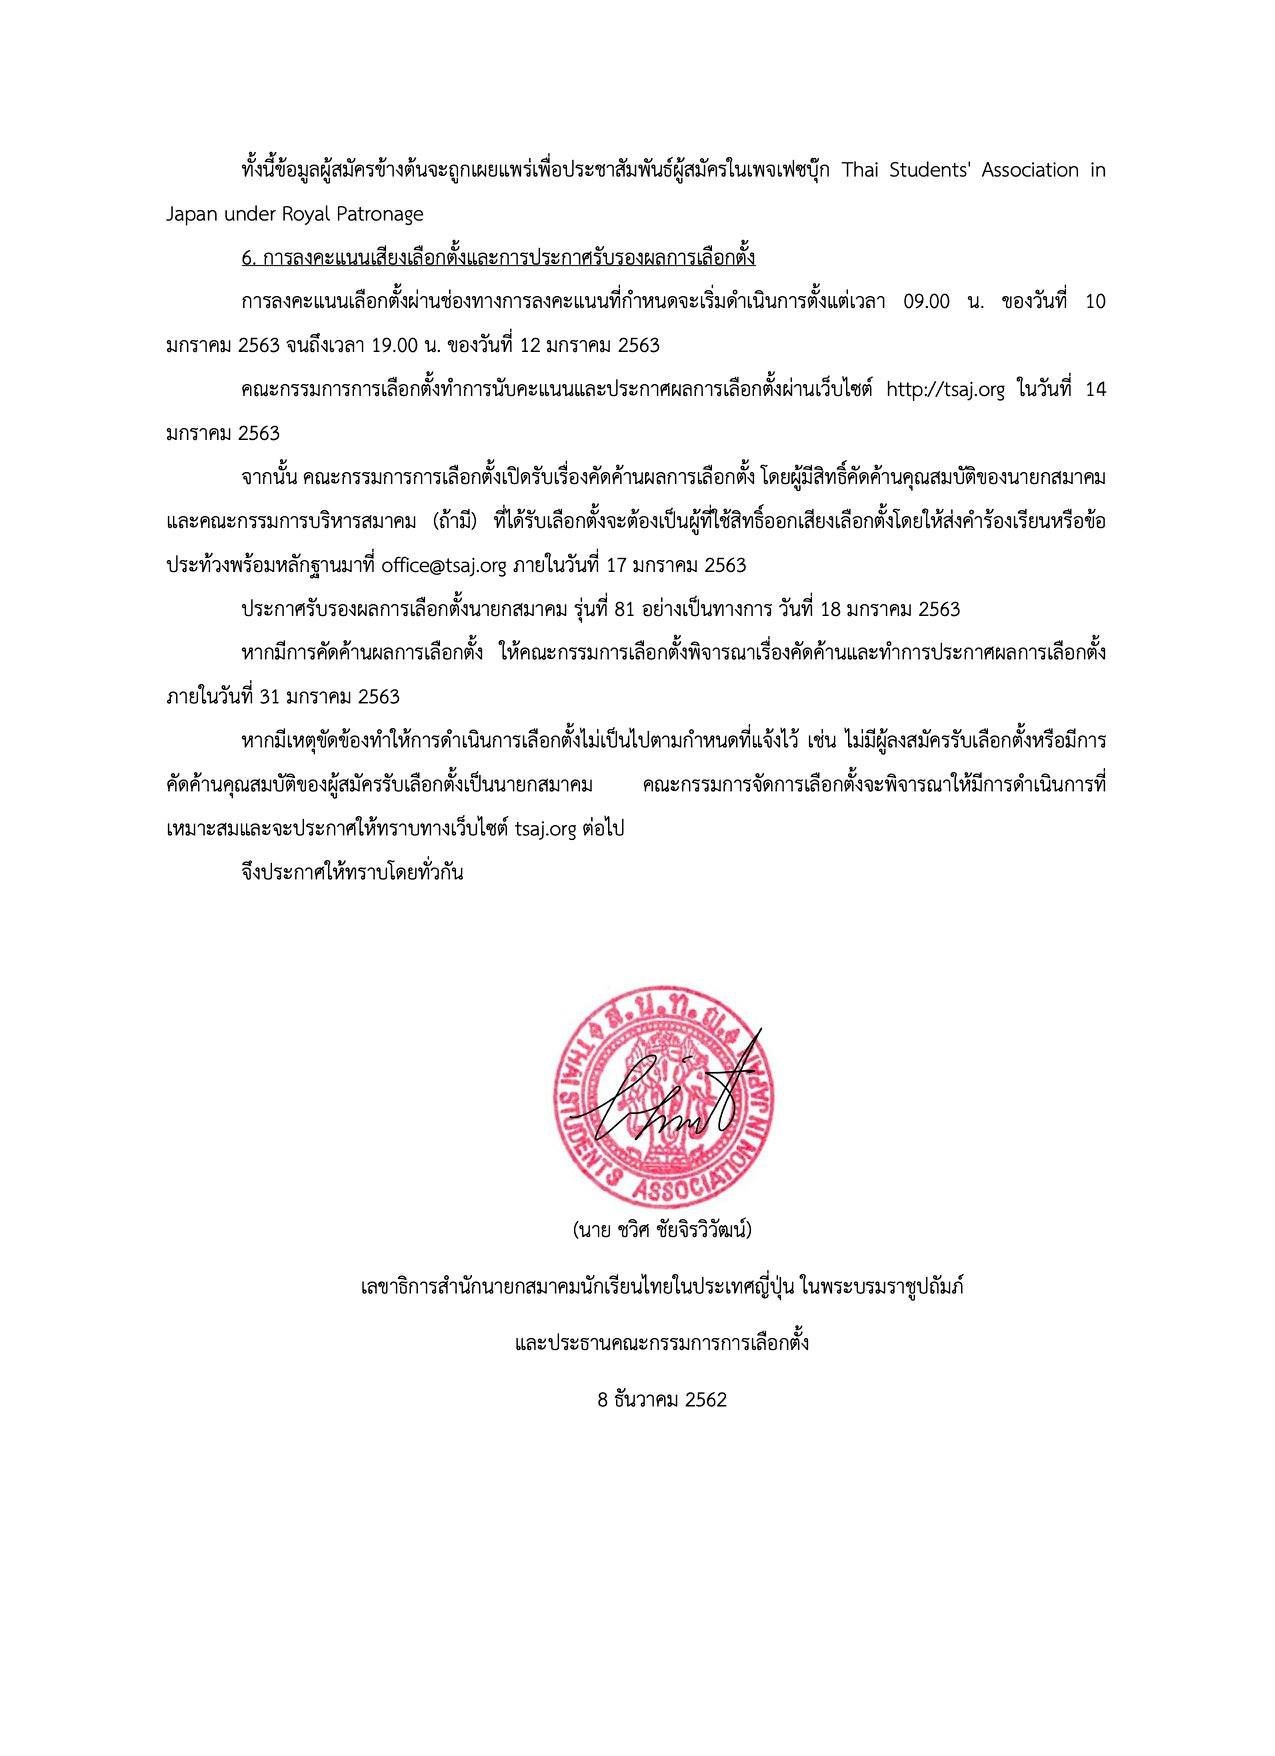 ทั้งนี้ข้อมูลผู้สมัครข้างต้นจะถูกเผยแพร่เพื่อประชาสัมพันธ์ผู้สมัครในเพจเฟซบุ๊ก Thai Students' Association in
Japan under Royal Patronage
6. การลงคะแนนเสียงเลือกตั้งและการประกาศรับรองผลการเลือกตั้ง
การลงคะแนนเลือกตั้งผ่านช่องทางการลงคะแนนที่กำหนดจะเริ่มดำเนินการตั้งแต่เวลา 09.00 น. ของวันที่ 10
มกราคม 2563 จนถึงเวลา 19.00 น. ของวันที่ 12 มกราคม 2563
คณะกรรมการการเลือกตั้งทำการนับคะแนนและประกาศผลการเลือกตั้งผ่านเว็บไซต์ http://tsaj.org ในวันที่ 14
มกราคม 2563
จากนั้น คณะกรรมการการเลือกตั้งเปิดรับเรื่องคัดค้านผลการเลือกตั้ง โดยผู้มีสิทธิ์คัดค้านคุณสมบัติของนายกสมาคม
และคณะกรรมการบริหารสมาคม (ถ้ามี) ที่ได้รับเลือกตั้งจะต้องเป็นผู้ที่ใช้สิทธิ์ออกเสียงเลือกตั้งโดยให้ส่งคำร้องเรียนหรือข้อ
ประท้วงพร้อมหลักฐานมาที่ office@tsaj.org ภายในวันที่ 17 มกราคม 2563
ประกาศรับรองผลการเลือกตั้งนายกสมาคม รุ่นที่ 81 อย่างเป็นทางการ วันที่ 18 มกราคม 2563
หากมีการคัดค้านผลการเลือกตั้ง ให้คณะกรรมการเลือกตั้งพิจารณาเรื่องคัดค้านและทำการประกาศผลการเลือกตั้ง
ภายในวันที่ 31 มกราคม 2563
หากมีเหตุขัดข้องทำให้การดำเนินการเลือกตั้งไม่เป็นไปตามกำหนดที่แจ้งไว้ เช่น ไม่มีผู้ลงสมัครรับเลือกตั้งหรือมีการ
คัดค้านคุณสมบัติของผู้สมัครรับเลือกตั้งเป็นนายกสมาคม คณะกรรมการจัดการเลือกตั้งจะพิจารณาให้มีการดำเนินการที่
เหมาะสมและจะประกาศให้ทราบทางเว็บไซต์ tsaj.org ต่อไป
จึงประกาศให้ทราบโดยทั่วกัน
ส.น.ท.ญ.
THAI STUDENTS ASSOCIATION IN JAPAN
(นาย ชวิศ ชัยจิรวิวัฒน์)
เลขาธิการสำนักนายกสมาคมนักเรียนไทยในประเทศญี่ปุ่น ในพระบรมราชูปถัมภ์
และประธานคณะกรรมการการเลือกตั้ง
8 ธันวาคม 2562